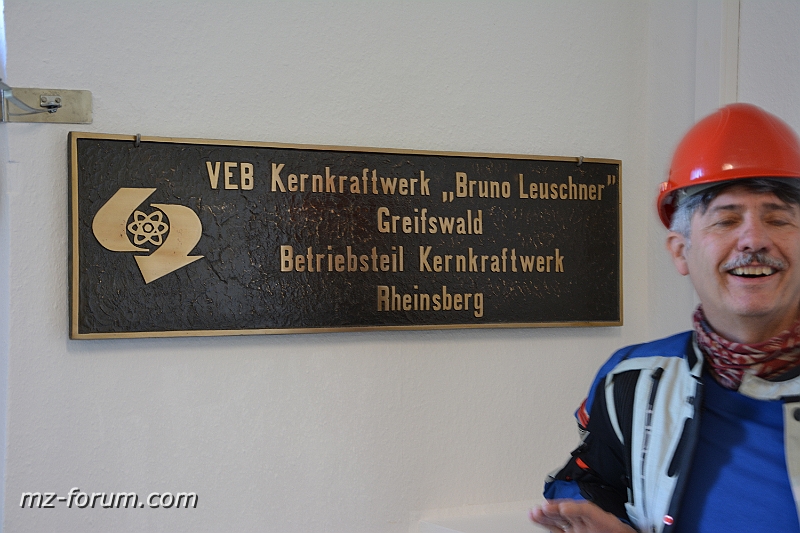 VEB Kernkraftwerk „Bruno Leuschner"
Greifswald
Betriebsteil Kernkraftwerk
Rheinsberg
mz-forum.com